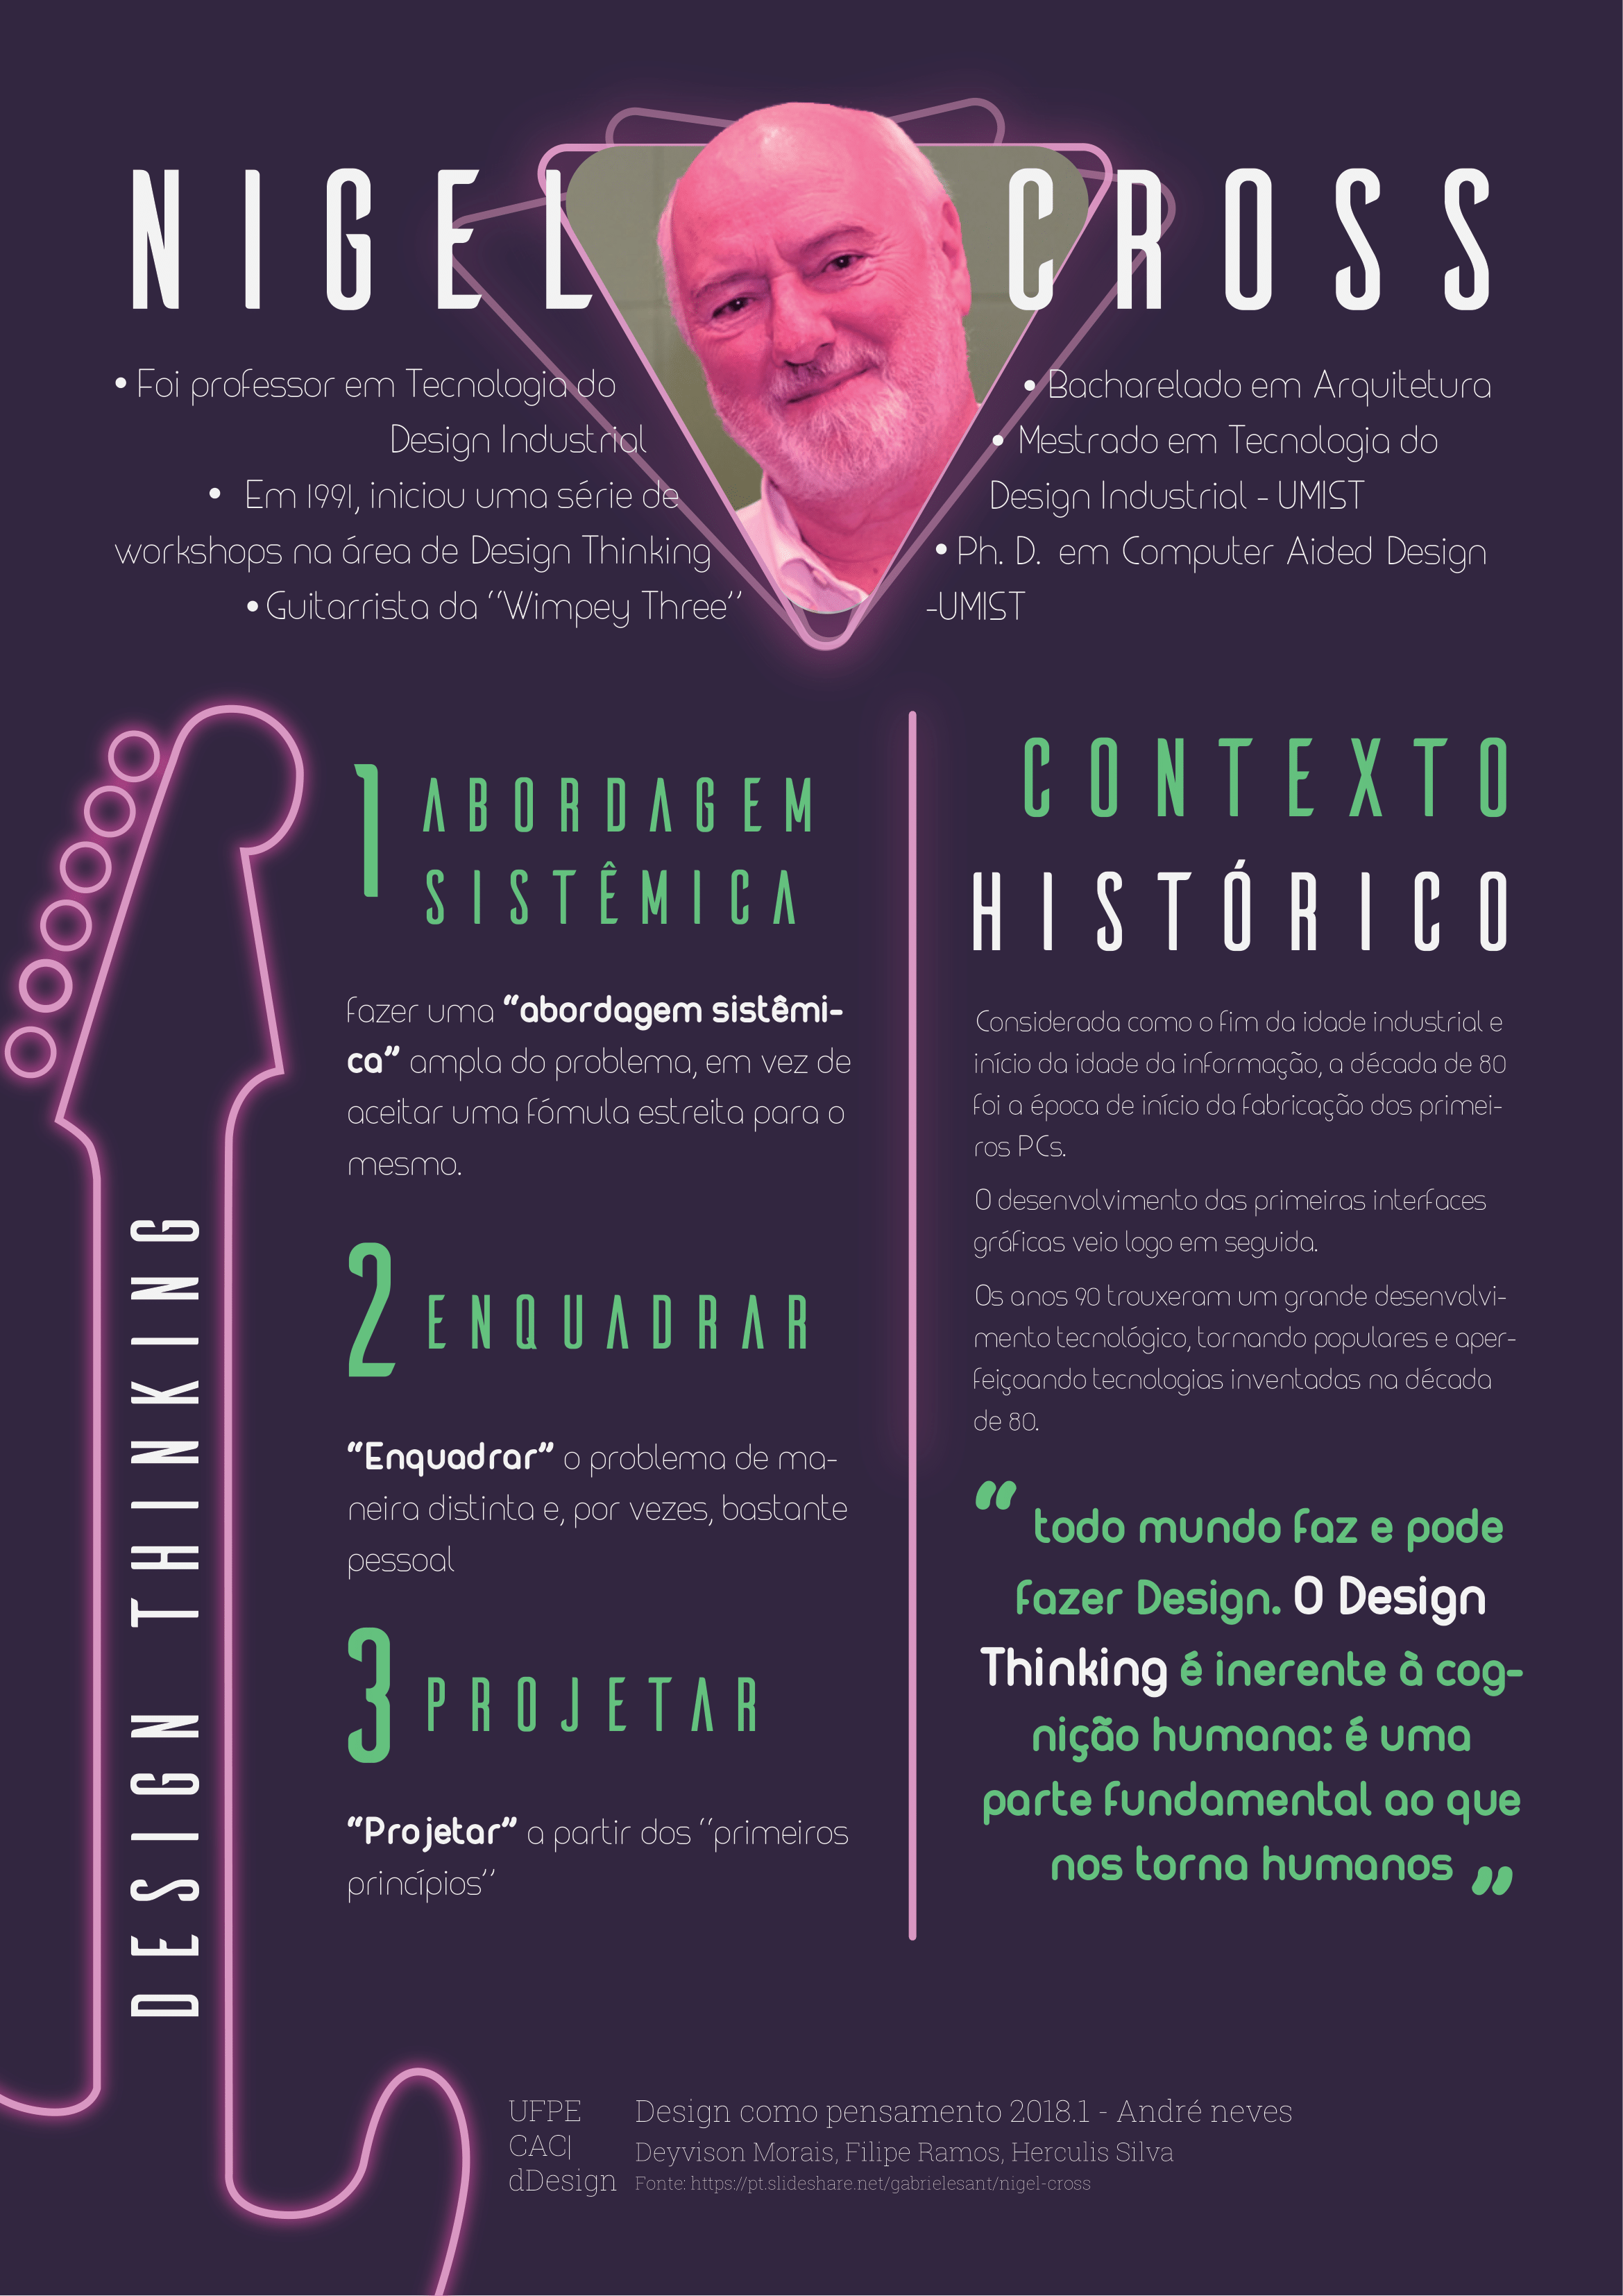 NIGEL CROSS
• Foi professor em Tecnologia do
Design Industrial
• Em 1991, iniciou uma série de
workshops na área de Design Thinking
• Guitarrista da “Wimpey Three”
• Bacharelado em Arquitetura
• Mestrado em Tecnologia do
Design Industrial - UMIST
• Ph. D. em Computer Aided Design
-UMIST
DESIGN THINKING
1 ABORDAGEM
SISTÊMICA
fazer uma “abordagem sistêmi-
ca” ampla do problema, em vez de
aceitar uma fómula estreita para o
mesmo.
2 ENQUADRAR
“Enquadrar” o problema de ma-
neira distinta e, por vezes, bastante
pessoal
3 PROJETAR
“Projetar” a partir dos “primeiros
princípios”
CONTEXTO
HISTÓRICO
Considerada como o fim da idade industrial e
início da idade da informação, a década de 80
foi a época de início da fabricação dos primei-
ros PCs.
O desenvolvimento das primeiras interfaces
gráficas veio logo em seguida.
Os anos 90 trouxeram um grande desenvolvi-
mento tecnológico, tornando populares e aper-
feiçoando tecnologias inventadas na década
de 80.
“ todo mundo faz e pode
fazer Design. O Design
Thinking é inerente à cog-
nição humana: é uma
parte fundamental ao que
nos torna humanos ”
UFPE
CAC|
dDesign
Design como pensamento 2018.1 - André neves
Deyvison Morais, Filipe Ramos, Herculis Silva
Fonte: https://pt.slideshare.net/gabrielesant/nigel-cross